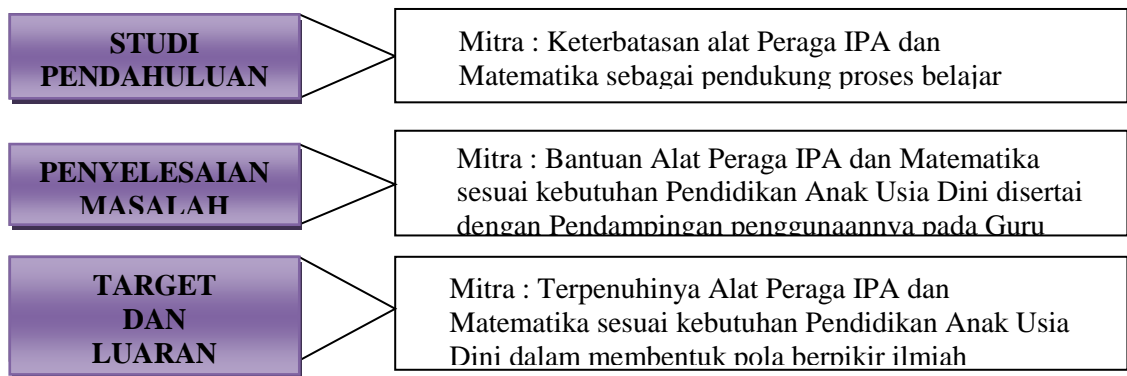 STUDI
PENDAHULUAN
Mitra : Keterbatasan alat Peraga IPA dan
Matematika sebagai pendukung proses belajar
PENYELESAIAN
MASALAH
Mitra : Bantuan Alat Peraga IPA dan Matematika
sesuai kebutuhan Pendidikan Anak Usia Dini disertai
dengan Pendampingan penggunaannya pada Guru
TARGET
DAN
LUARAN
Mitra : Terpenuhinya Alat Peraga IPA dan
Matematika sesuai kebutuhan Pendidikan Anak Usia
Dini dalam membentuk pola berpikir ilmiah